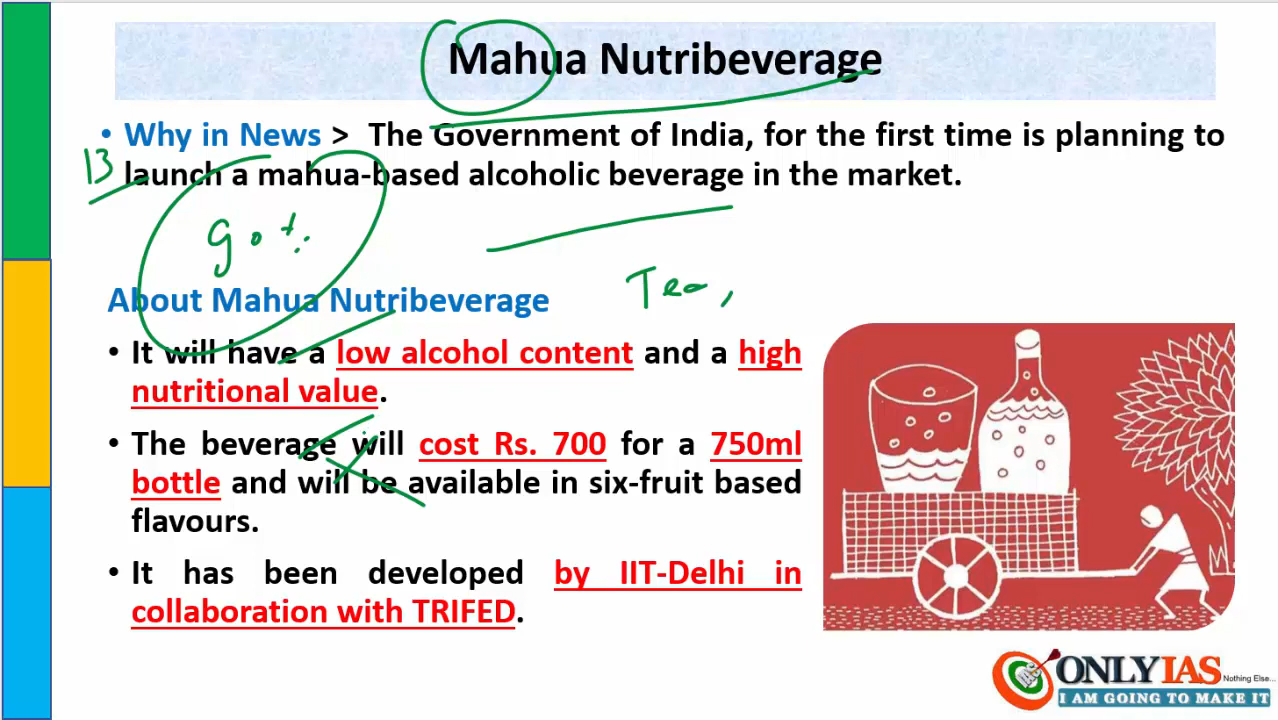 Mahua Nutribeverage
• Why in News > The Government of India, for the first time is planning to
13
launch a mahua-based alcoholic beverage in the market.
Tea,
About Mahua Nutribeverage
• It will have a low alcohol content and a high
nutritional value.
• The beverage will cost Rs. 700 for a 750ml
bottle and will be available in six-fruit based
flavours.
• It has been developed by IIT-Delhi in
collaboration with TRIFED.
ONLYIAS
Nothing Else...
I AM GOING TO MAKE IT